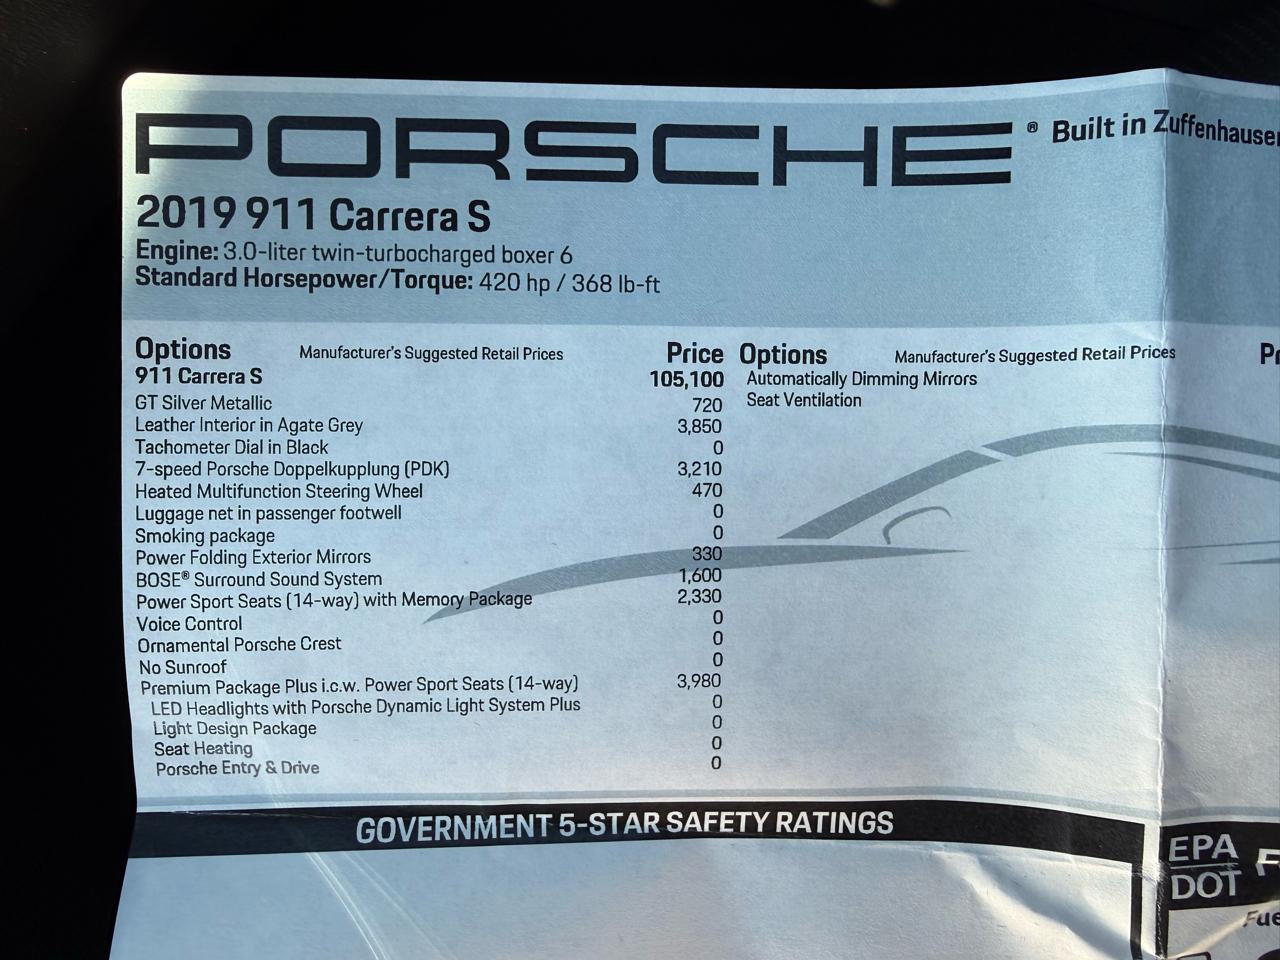 PORSCHE® Built in Zuffenhausen
2019 911 Carrera S
Engine: 3.0-liter twin-turbocharged boxer 6
Standard Horsepower/Torque: 420 hp / 368 lb-ft
Options Manufacturer's Suggested Retail Prices Price
911 Carrera S 105,100
GT Silver Metallic 720
Leather Interior in Agate Grey 3,850
Tachometer Dial in Black 0
7-speed Porsche Doppelkupplung (PDK) 3,210
Heated Multifunction Steering Wheel 470
Luggage net in passenger footwell 0
Smoking package 0
Power Folding Exterior Mirrors 330
BOSE® Surround Sound System 1,600
Power Sport Seats (14-way) with Memory Package 2,330
Voice Control 0
Ornamental Porsche Crest 0
No Sunroof 0
Premium Package Plus i.c.w. Power Sport Seats (14-way) 3,980
LED Headlights with Porsche Dynamic Light System Plus 0
Light Design Package 0
Seat Heating 0
Porsche Entry & Drive 0
Options Manufacturer's Suggested Retail Prices
Automatically Dimming Mirrors
Seat Ventilation
GOVERNMENT 5-STAR SAFETY RATINGS
EPA
DOT